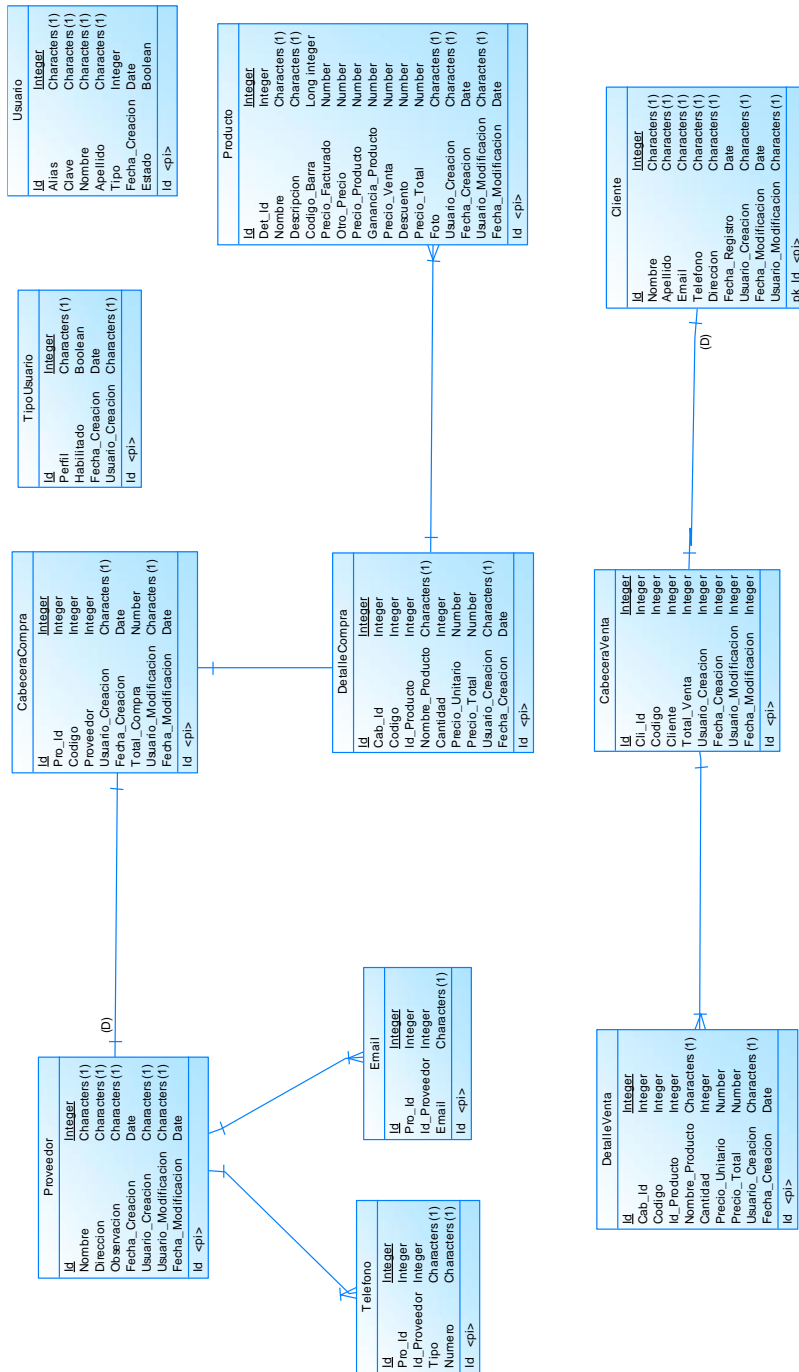 Proveedor
Id Integer
Nombre Characters (1)
Direccion Characters (1)
Observacion Characters (1)
Fecha_Creacion Date
Usuario_Creacion Characters (1)
Usuario_Modificacion Characters (1)
Fecha_Modificacion Date
Id <pi>
(D)
CabeceraCompra
Id Integer
Pro_Id Integer
Codigo Integer
Proveedor Integer
Usuario_Creacion Characters (1)
Fecha_Creacion Date
Total_Compra Number
Usuario_Modificacion Characters (1)
Fecha_Modificacion Date
Id <pi>
TipoUsuario
Id Integer
Perfil Characters (1)
Habilitado Boolean
Fecha_Creacion Date
Usuario_Creacion Characters (1)
Id <pi>
Usuario
Id Integer
Alias Characters (1)
Clave Characters (1)
Nombre Characters (1)
Apellido Characters (1)
Tipo Integer
Fecha_Creacion Date
Estado Boolean
Id <pi>
Telefono
Id Integer
Pro_Id Integer
Id_Proveedor Integer
Tipo Characters (1)
Numero Characters (1)
Id <pi>
Email
Id Integer
Pro_Id Integer
Id_Proveedor Integer
Email Characters (1)
Id <pi>
DetalleCompra
Id Integer
Cab_Id Integer
Codigo Integer
Id_Producto Integer
Nombre_Producto Characters (1)
Cantidad Integer
Precio_Unitario Number
Precio_Total Number
Usuario_Creacion Characters (1)
Fecha_Creacion Date
Id <pi>
Producto
Id Integer
Det_Id Integer
Nombre Characters (1)
Descripcion Characters (1)
Codigo_Barra Long integer
Precio_Facturado Number
Otro_Precio Number
Precio_Producto Number
Ganancia_Producto Number
Precio_Venta Number
Descuento Number
Precio_Total Number
Foto Characters (1)
Usuario_Creacion Characters (1)
Fecha_Creacion Date
Usuario_Modificacion Characters (1)
Fecha_Modificacion Date
Id <pi>
DetalleVenta
Id Integer
Cab_Id Integer
Codigo Integer
Id_Producto Integer
Nombre_Producto Characters (1)
Cantidad Integer
Precio_Unitario Number
Precio_Total Number
Usuario_Creacion Characters (1)
Fecha_Creacion Date
Id <pi>
CabeceraVenta
Id Integer
Cli_Id Integer
Codigo Integer
Cliente Integer
Total_Venta Integer
Usuario_Creacion Integer
Fecha_Creacion Integer
Usuario_Modificacion Integer
Fecha_Modificacion Integer
Id <pi>
(D)
Cliente
Id Integer
Nombre Characters (1)
Apellido Characters (1)
Email Characters (1)
Telefono Characters (1)
Direccion Characters (1)
Fecha_Registro Date
Usuario_Creacion Characters (1)
Fecha_Modificacion Date
Usuario_Modificacion Characters (1)
pk_Id <pi>